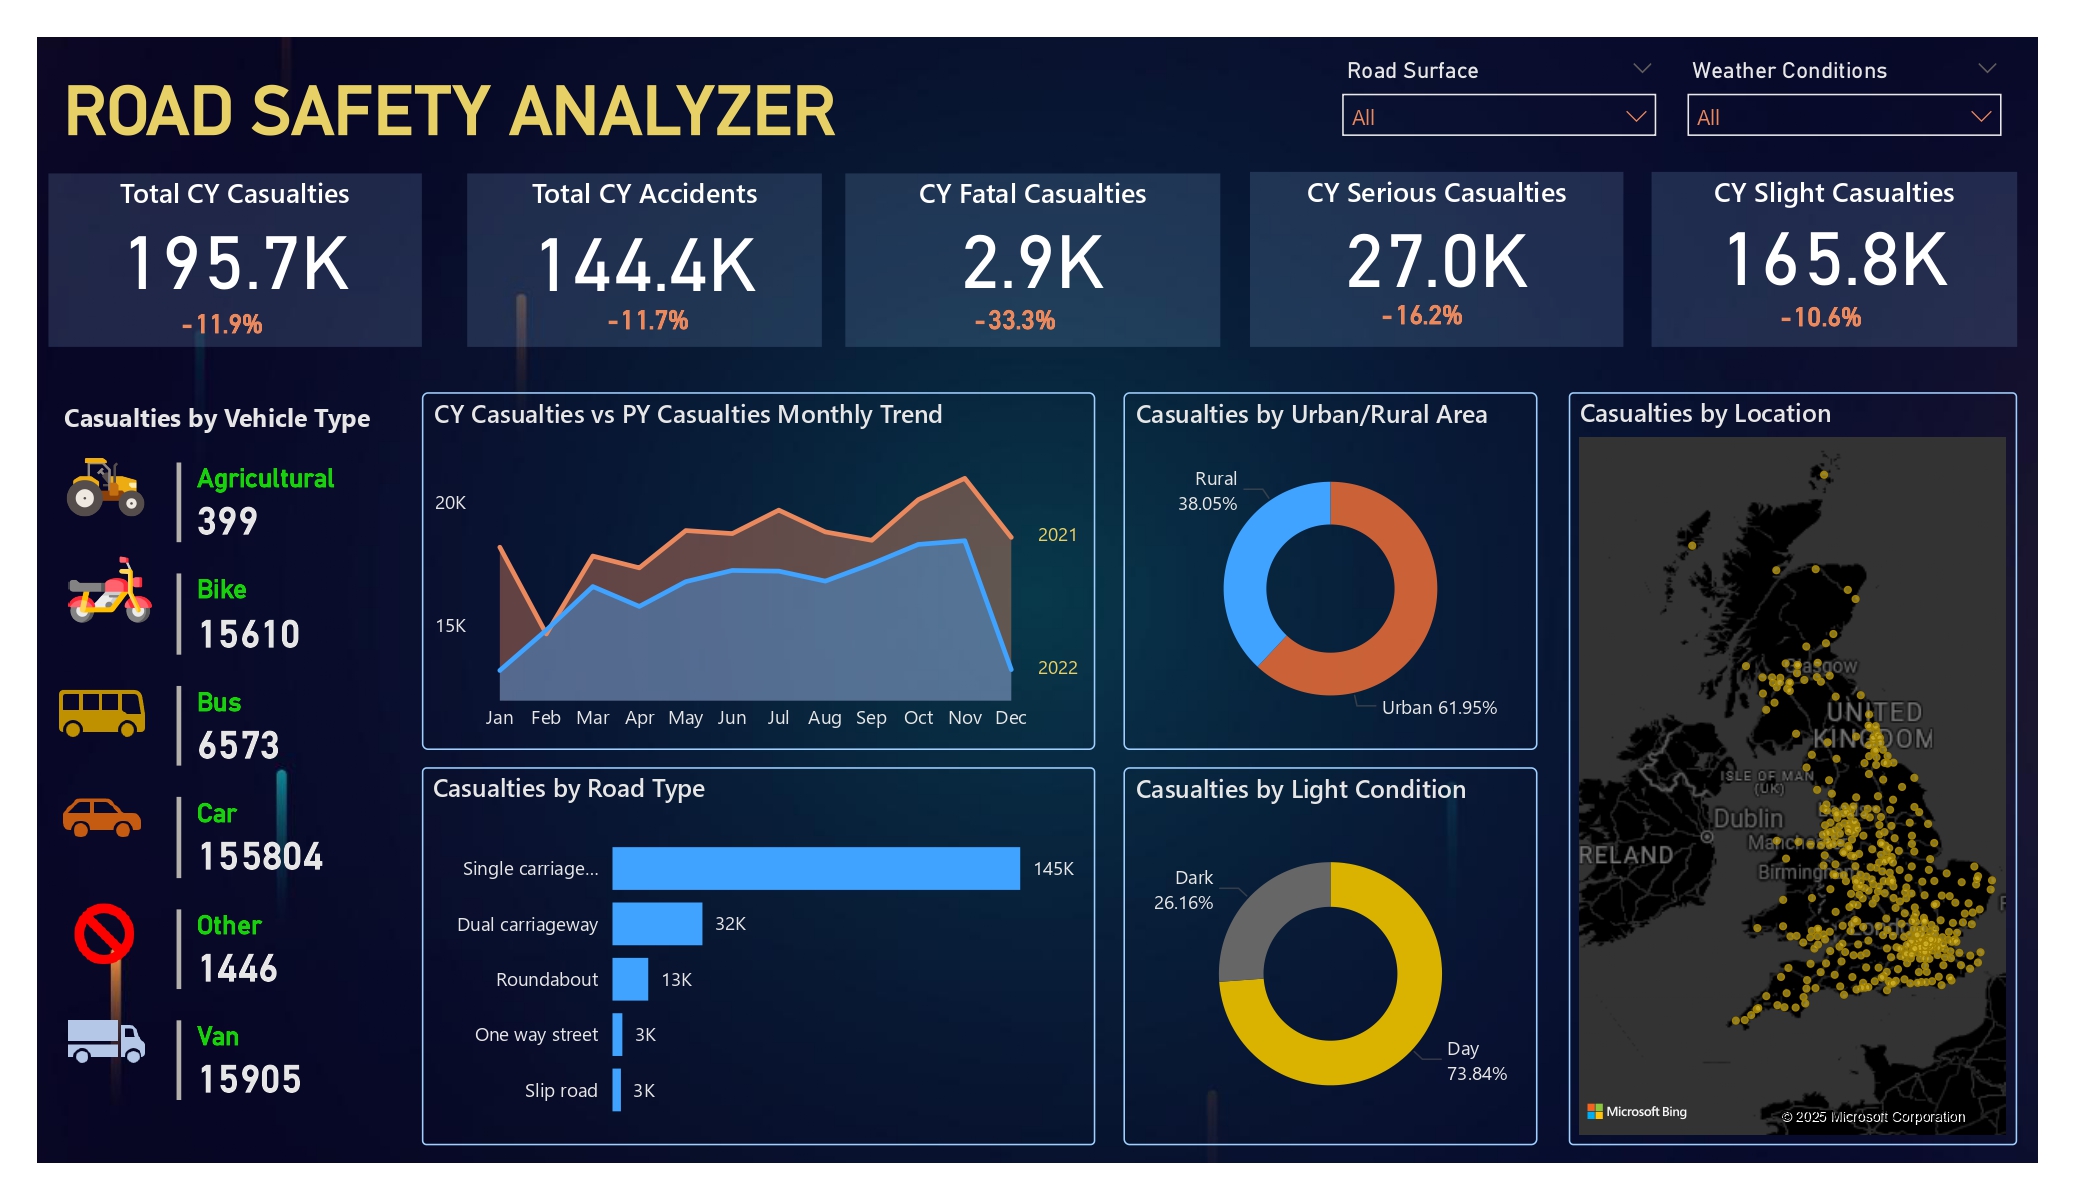 ROAD SAFETY ANALYZER
Road Surface
All
Weather Conditions
All
Total CY Casualties
195.7K
-11.9%
Total CY Accidents
144.4K
-11.7%
CY Fatal Casualties
2.9K
-33.3%
CY Serious Casualties
27.0K
-16.2%
CY Slight Casualties
165.8K
-10.6%
Casualties by Vehicle Type
Agricultural
399
Bike
15610
Bus
6573
Car
155804
Other
1446
Van
15905
CY Casualties vs PY Casualties Monthly Trend
20K
15K
2021
2022
Jan Feb Mar Apr May Jun Jul Aug Sep Oct Nov Dec
Casualties by Road Type
Single carriage... 145K
Dual carriageway 32K
Roundabout 13K
One way street 3K
Slip road 3K
Casualties by Urban/Rural Area
Rural
38.05%
Urban 61.95%
Casualties by Light Condition
Dark
26.16%
Day
73.84%
Casualties by Location
Glasgow
UNITED
KINGDOM
ISLE OF MAN
(UK)
Dublin
RELAND
Birmingh
Microsoft Bing
© 2025 Microsoft Corporation